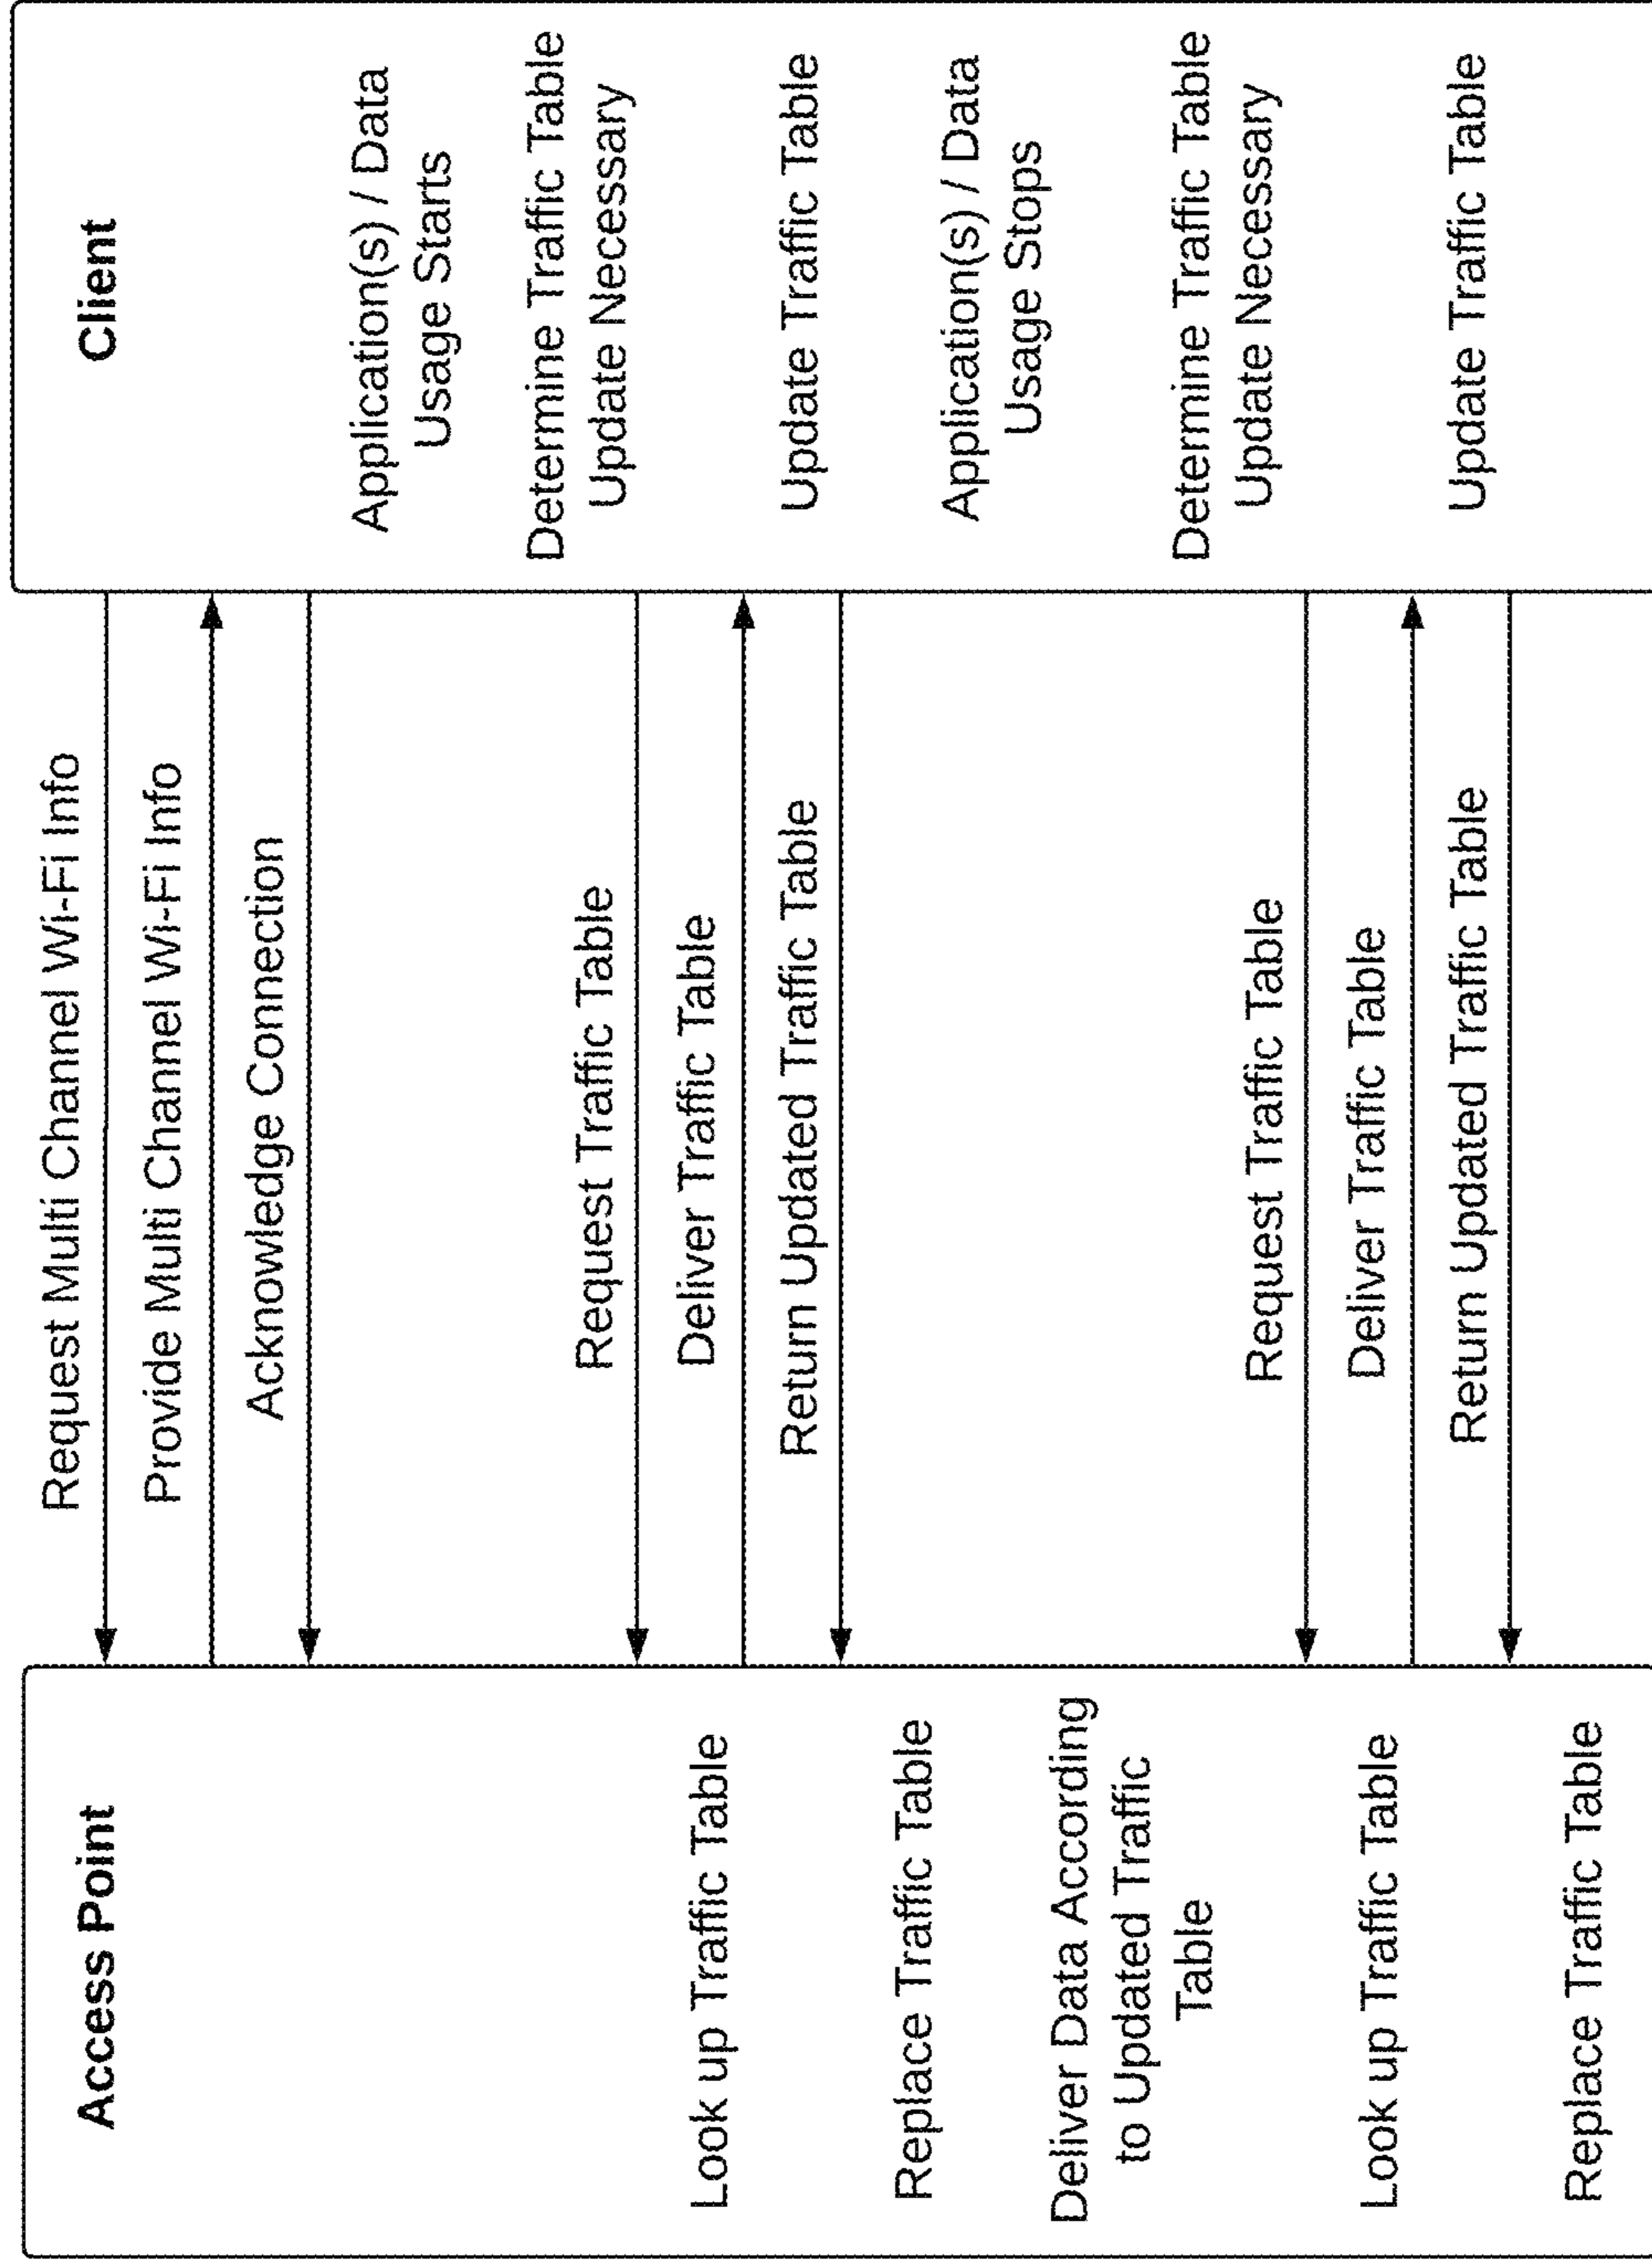 Access Point
Client
Request Multi Channel Wi-Fi Info
Provide Multi Channel Wi-Fi Info
Acknowledge Connection
Application(s) / Data
Usage Starts
Determine Traffic Table
Update Necessary
Request Traffic Table
Look up Traffic Table
Deliver Traffic Table
Update Traffic Table
Return Updated Traffic Table
Replace Traffic Table
Application(s) / Data
Usage Stops
Deliver Data According
to Updated Traffic
Table
Determine Traffic Table
Update Necessary
Request Traffic Table
Look up Traffic Table
Deliver Traffic Table
Update Traffic Table
Return Updated Traffic Table
Replace Traffic Table